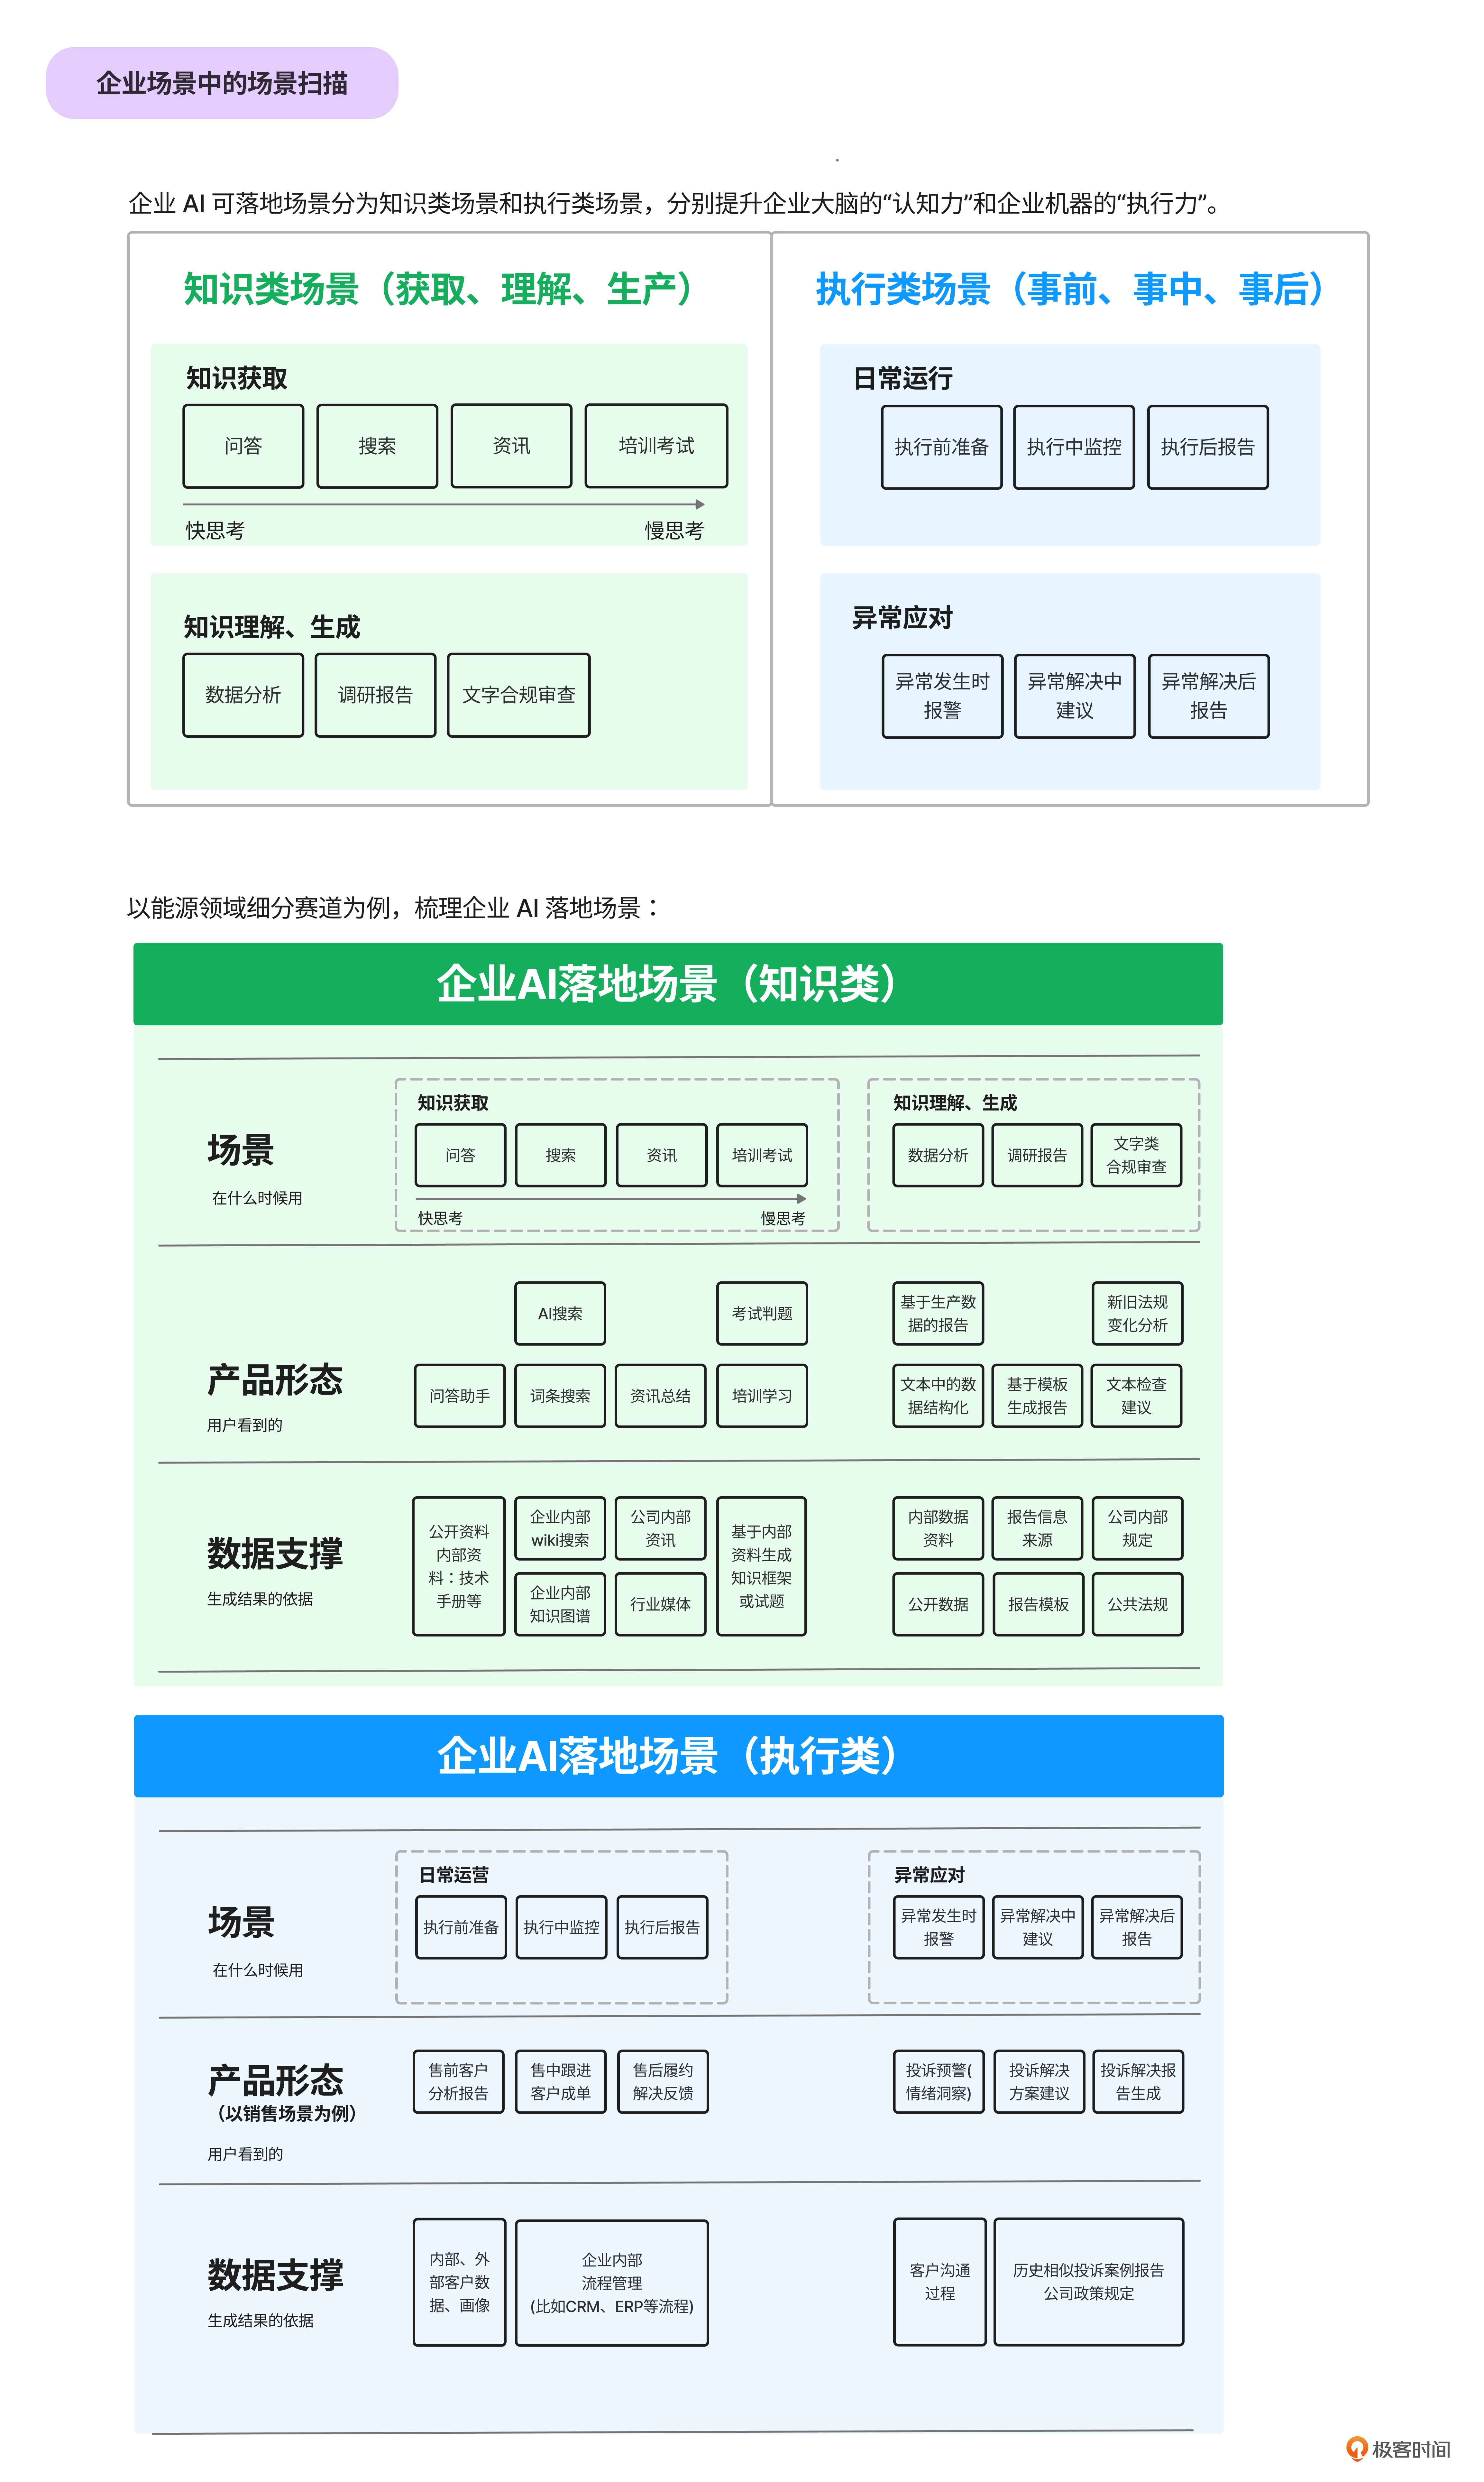 企业场景中的场景扫描
企业 AI 可落地场景分为知识类场景和执行类场景，分别提升企业大脑的“认知力”和企业机器的“执行力”。
知识类场景（获取、理解、生产）
知识获取
问答
搜索
资讯
培训考试
快思考
慢思考
知识理解、生成
数据分析
调研报告
文字合规审查
执行类场景（事前、事中、事后）
日常运行
执行前准备
执行中监控
执行后报告
异常应对
异常发生时
报警
异常解决中
建议
异常解决后
报告
以能源领域细分赛道为例，梳理企业 AI 落地场景：
企业AI落地场景（知识类）
场景
在什么时候用
知识获取
问答
搜索
资讯
培训考试
快思考
慢思考
知识理解、生成
数据分析
调研报告
文字类
合规审查
产品形态
用户看到的
AI搜索
考试判题
基于生产数
据的报告
新旧法规
变化分析
问答助手
词条搜索
资讯总结
培训学习
文本中的数
据结构化
基于模板
生成报告
文本检查
建议
数据支撑
生成结果的依据
公开资料
内部资
料：技术
手册等
企业内部
wiki搜索
公司内部
资讯
基于内部
资料生成
知识框架
或试题
企业内部
知识图谱
行业媒体
内部数据
资料
报告信息
来源
公司内部
规定
公开数据
报告模板
公共法规
企业AI落地场景（执行类）
场景
在什么时候用
日常运营
执行前准备
执行中监控
执行后报告
异常应对
异常发生时
报警
异常解决中
建议
异常解决后
报告
产品形态
（以销售场景为例）
用户看到的
售前客户
分析报告
售中跟进
客户成单
售后履约
解决反馈
投诉预警(
情绪洞察)
投诉解决
方案建议
投诉解决报
告生成
数据支撑
生成结果的依据
内部、外
部客户数
据、画像
企业内部
流程管理
(比如CRM、ERP等流程)
客户沟通
过程
历史相似投诉案例报告
公司政策规定
极客时间